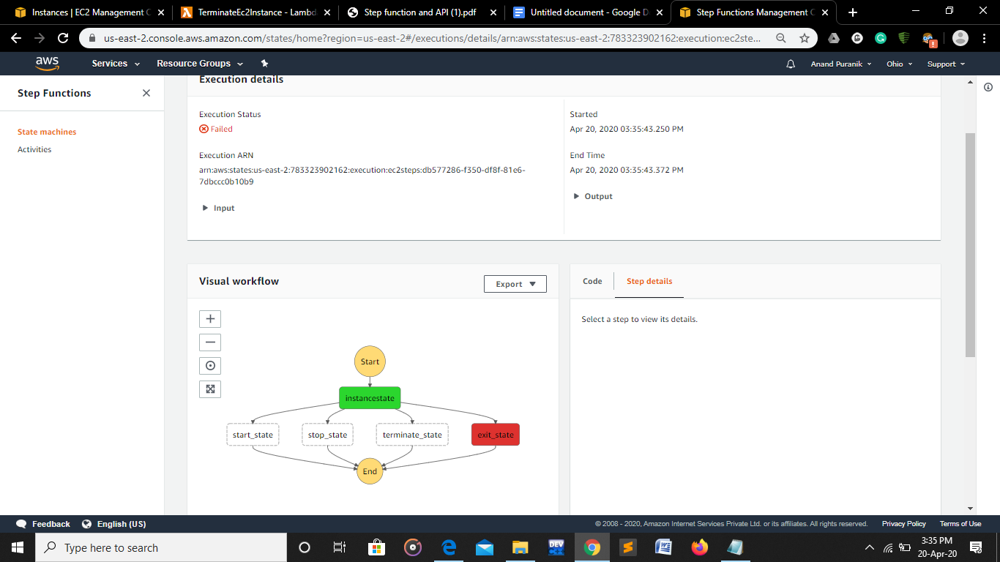 Instances | EC2 Management C
TerminateEc2Instance - Lambd
Step function and API (1).pdf
Untitled document - Google D
Step Functions Management C
us-east-2.console.aws.amazon.com/states/home?region=us-east-2#/executions/details/arn:aws:states:us-east-2:783323902162:execution:ec2ste...
aws
Services
Resource Groups
Anand Puranik
Ohio
Support
Step Functions
State machines
Activities
Execution details
Execution Status
Failed
Execution ARN
arn:aws:states:us-east-2:783323902162:execution:ec2steps:db577286-f350-df8f-81e6-
7dbccc0b10b9
Input
Started
Apr 20, 2020 03:35:43.250 PM
End Time
Apr 20, 2020 03:35:43.372 PM
Output
Visual workflow
Export
Code
Step details
Select a step to view its details.
Start
instancestate
start_state
stop_state
terminate_state
exit_state
End
Feedback
English (US)
© 2008 - 2020, Amazon Internet Services Private Ltd. or its affiliates. All rights reserved.
Privacy Policy
Terms of Use
Type here to search
DEV
3:35 PM
20-Apr-20